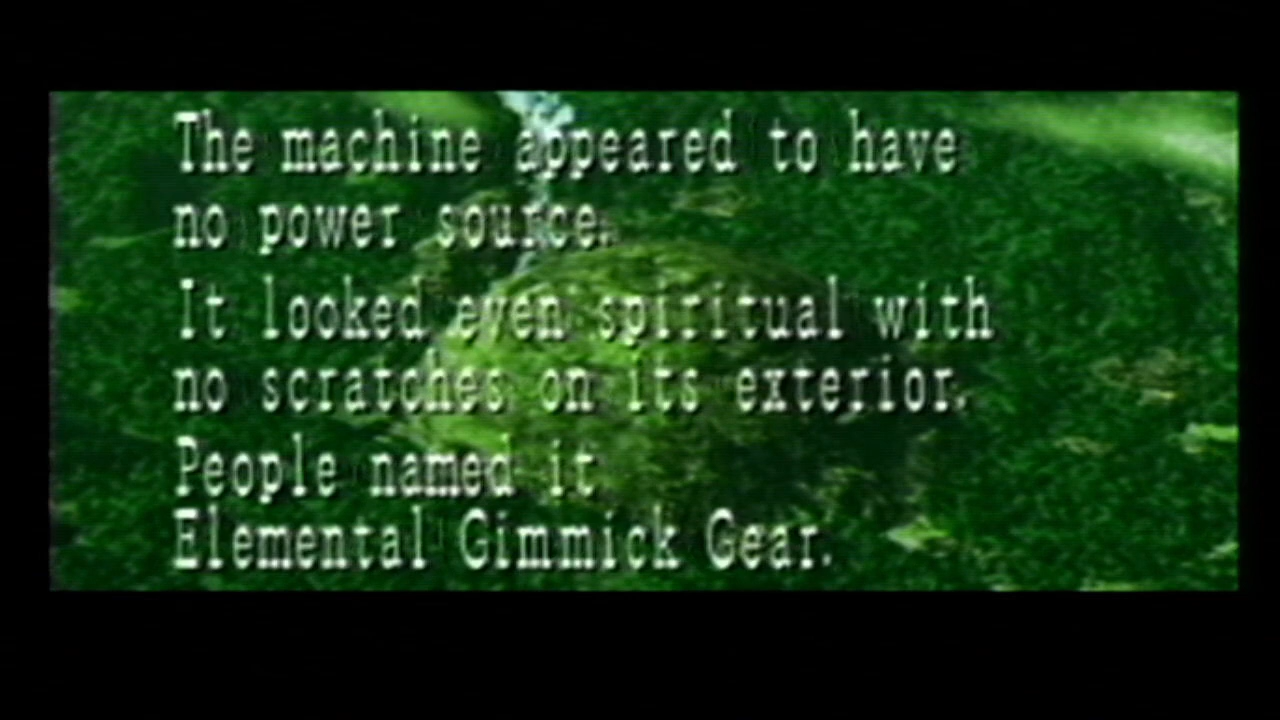 The machine appeared to have
no power source.
It looked even spiritual with
no scratches on its exterior.
People named it
Elemental Gimmick Gear.